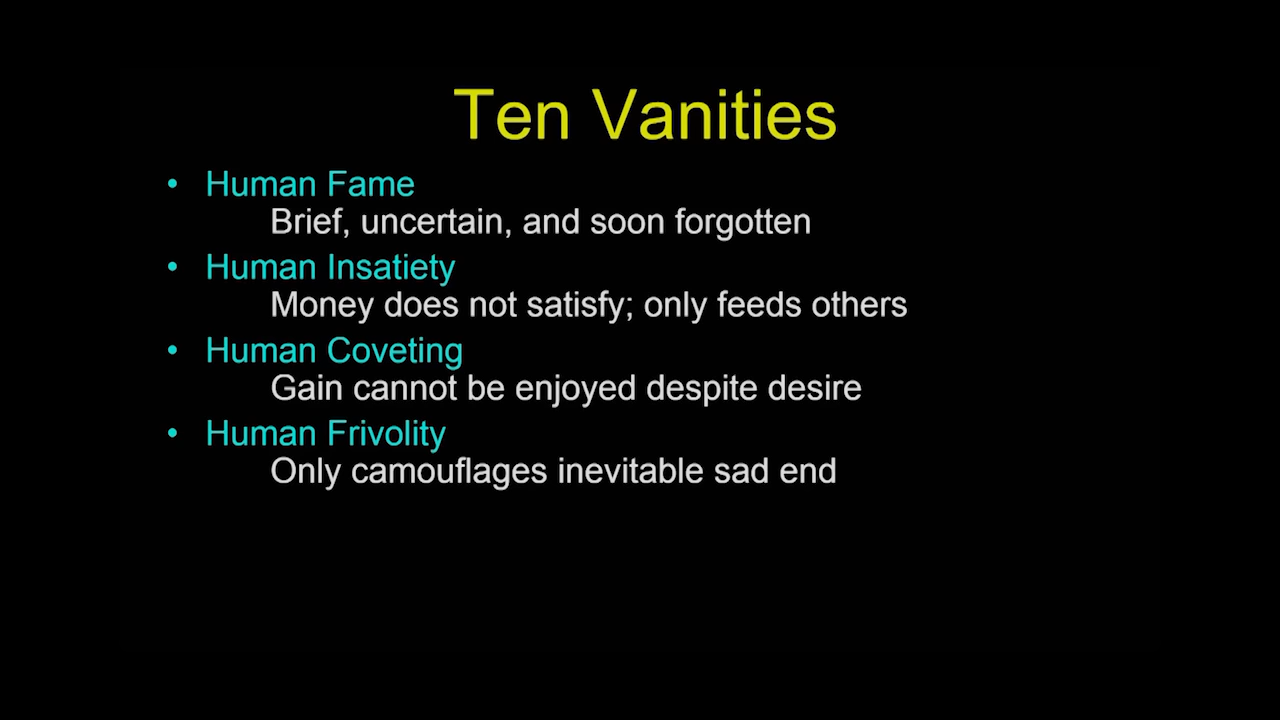 Ten Vanities
• Human Fame
Brief, uncertain, and soon forgotten
• Human Insatiety
Money does not satisfy; only feeds others
• Human Coveting
Gain cannot be enjoyed despite desire
• Human Frivolity
Only camouflages inevitable sad end